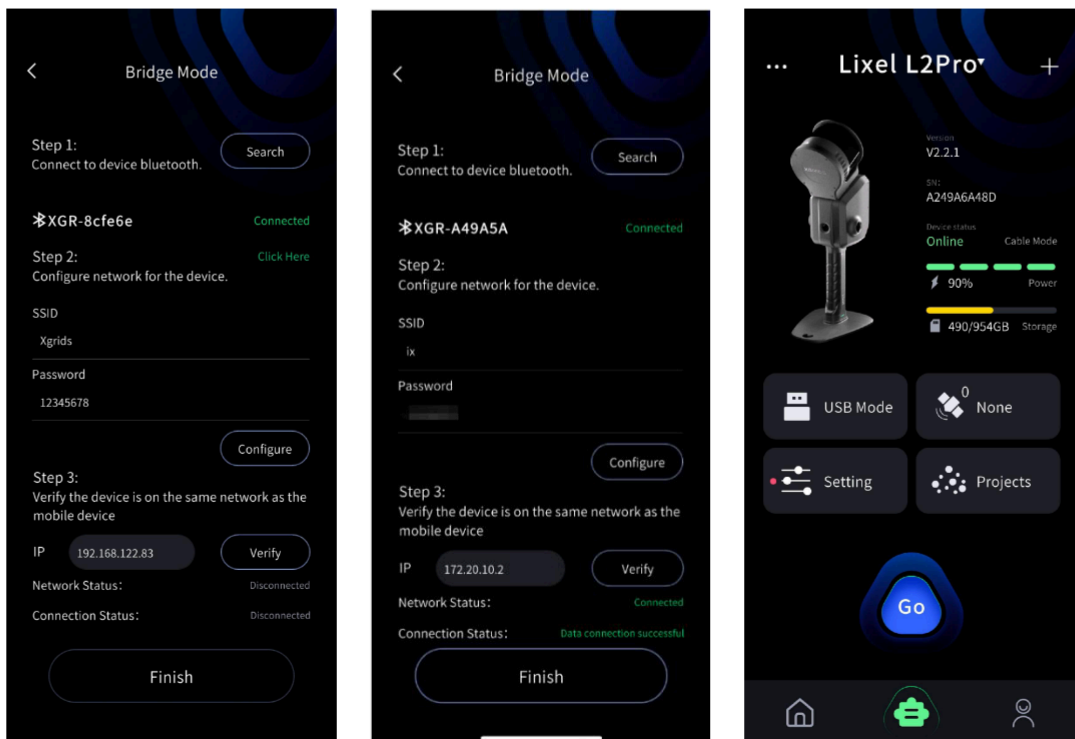 Bridge Mode
Step 1:
Connect to device bluetooth.
Search
XGR-8cfe6e
Connected
Step 2:
Click Here
Configure network for the device.
SSID
Xgrids
Password
12345678
Configure
Step 3:
Verify the device is on the same network as the
mobile device
IP
192.168.122.83
Verify
Network Status:
Disconnected
Connection Status:
Disconnected
Finish
Bridge Mode
Step 1:
Connect to device bluetooth.
Search
XGR-A49A5A
Connected
Step 2:
Configure network for the device.
SSID
ix
Password
Configure
Step 3:
Verify the device is on the same network as the
mobile device
IP
172.20.10.2
Verify
Network Status:
Connected
Connection Status:
Data connection successful
Finish
... Lixel L2Pro +
Version
V2.2.1
SN:
A249A6A48D
Device status
Online
Cable Mode
90%
Power
490/954GB
Storage
USB Mode
0
None
Setting
Projects
Go